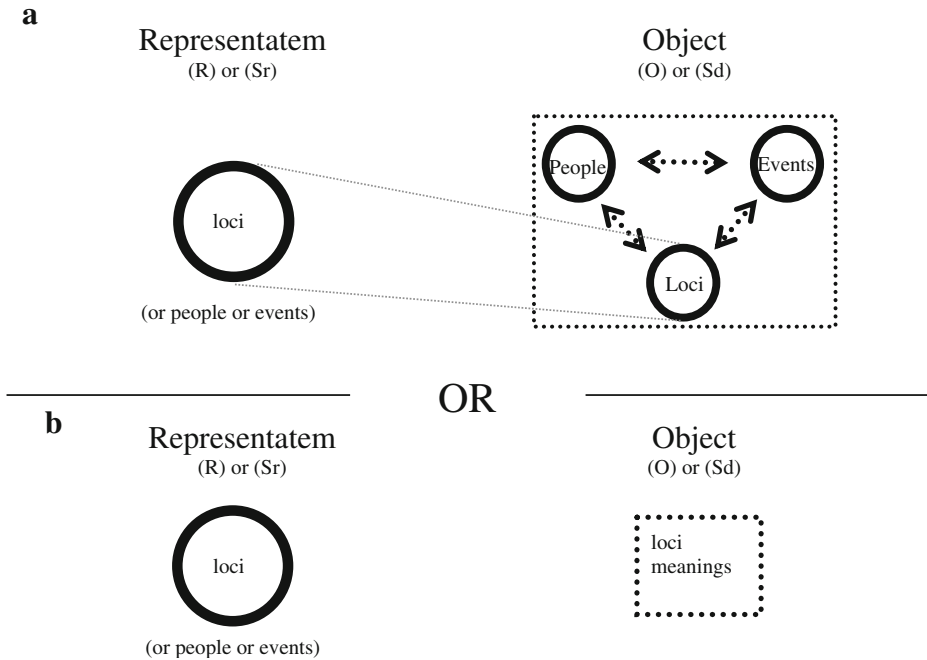 a
Representatem
(R) or (Sr)
Object
(O) or (Sd)
People
Events
loci
Loci
(or people or events)
OR
b
Representatem
(R) or (Sr)
Object
(O) or (Sd)
loci
loci
meanings
(or people or events)